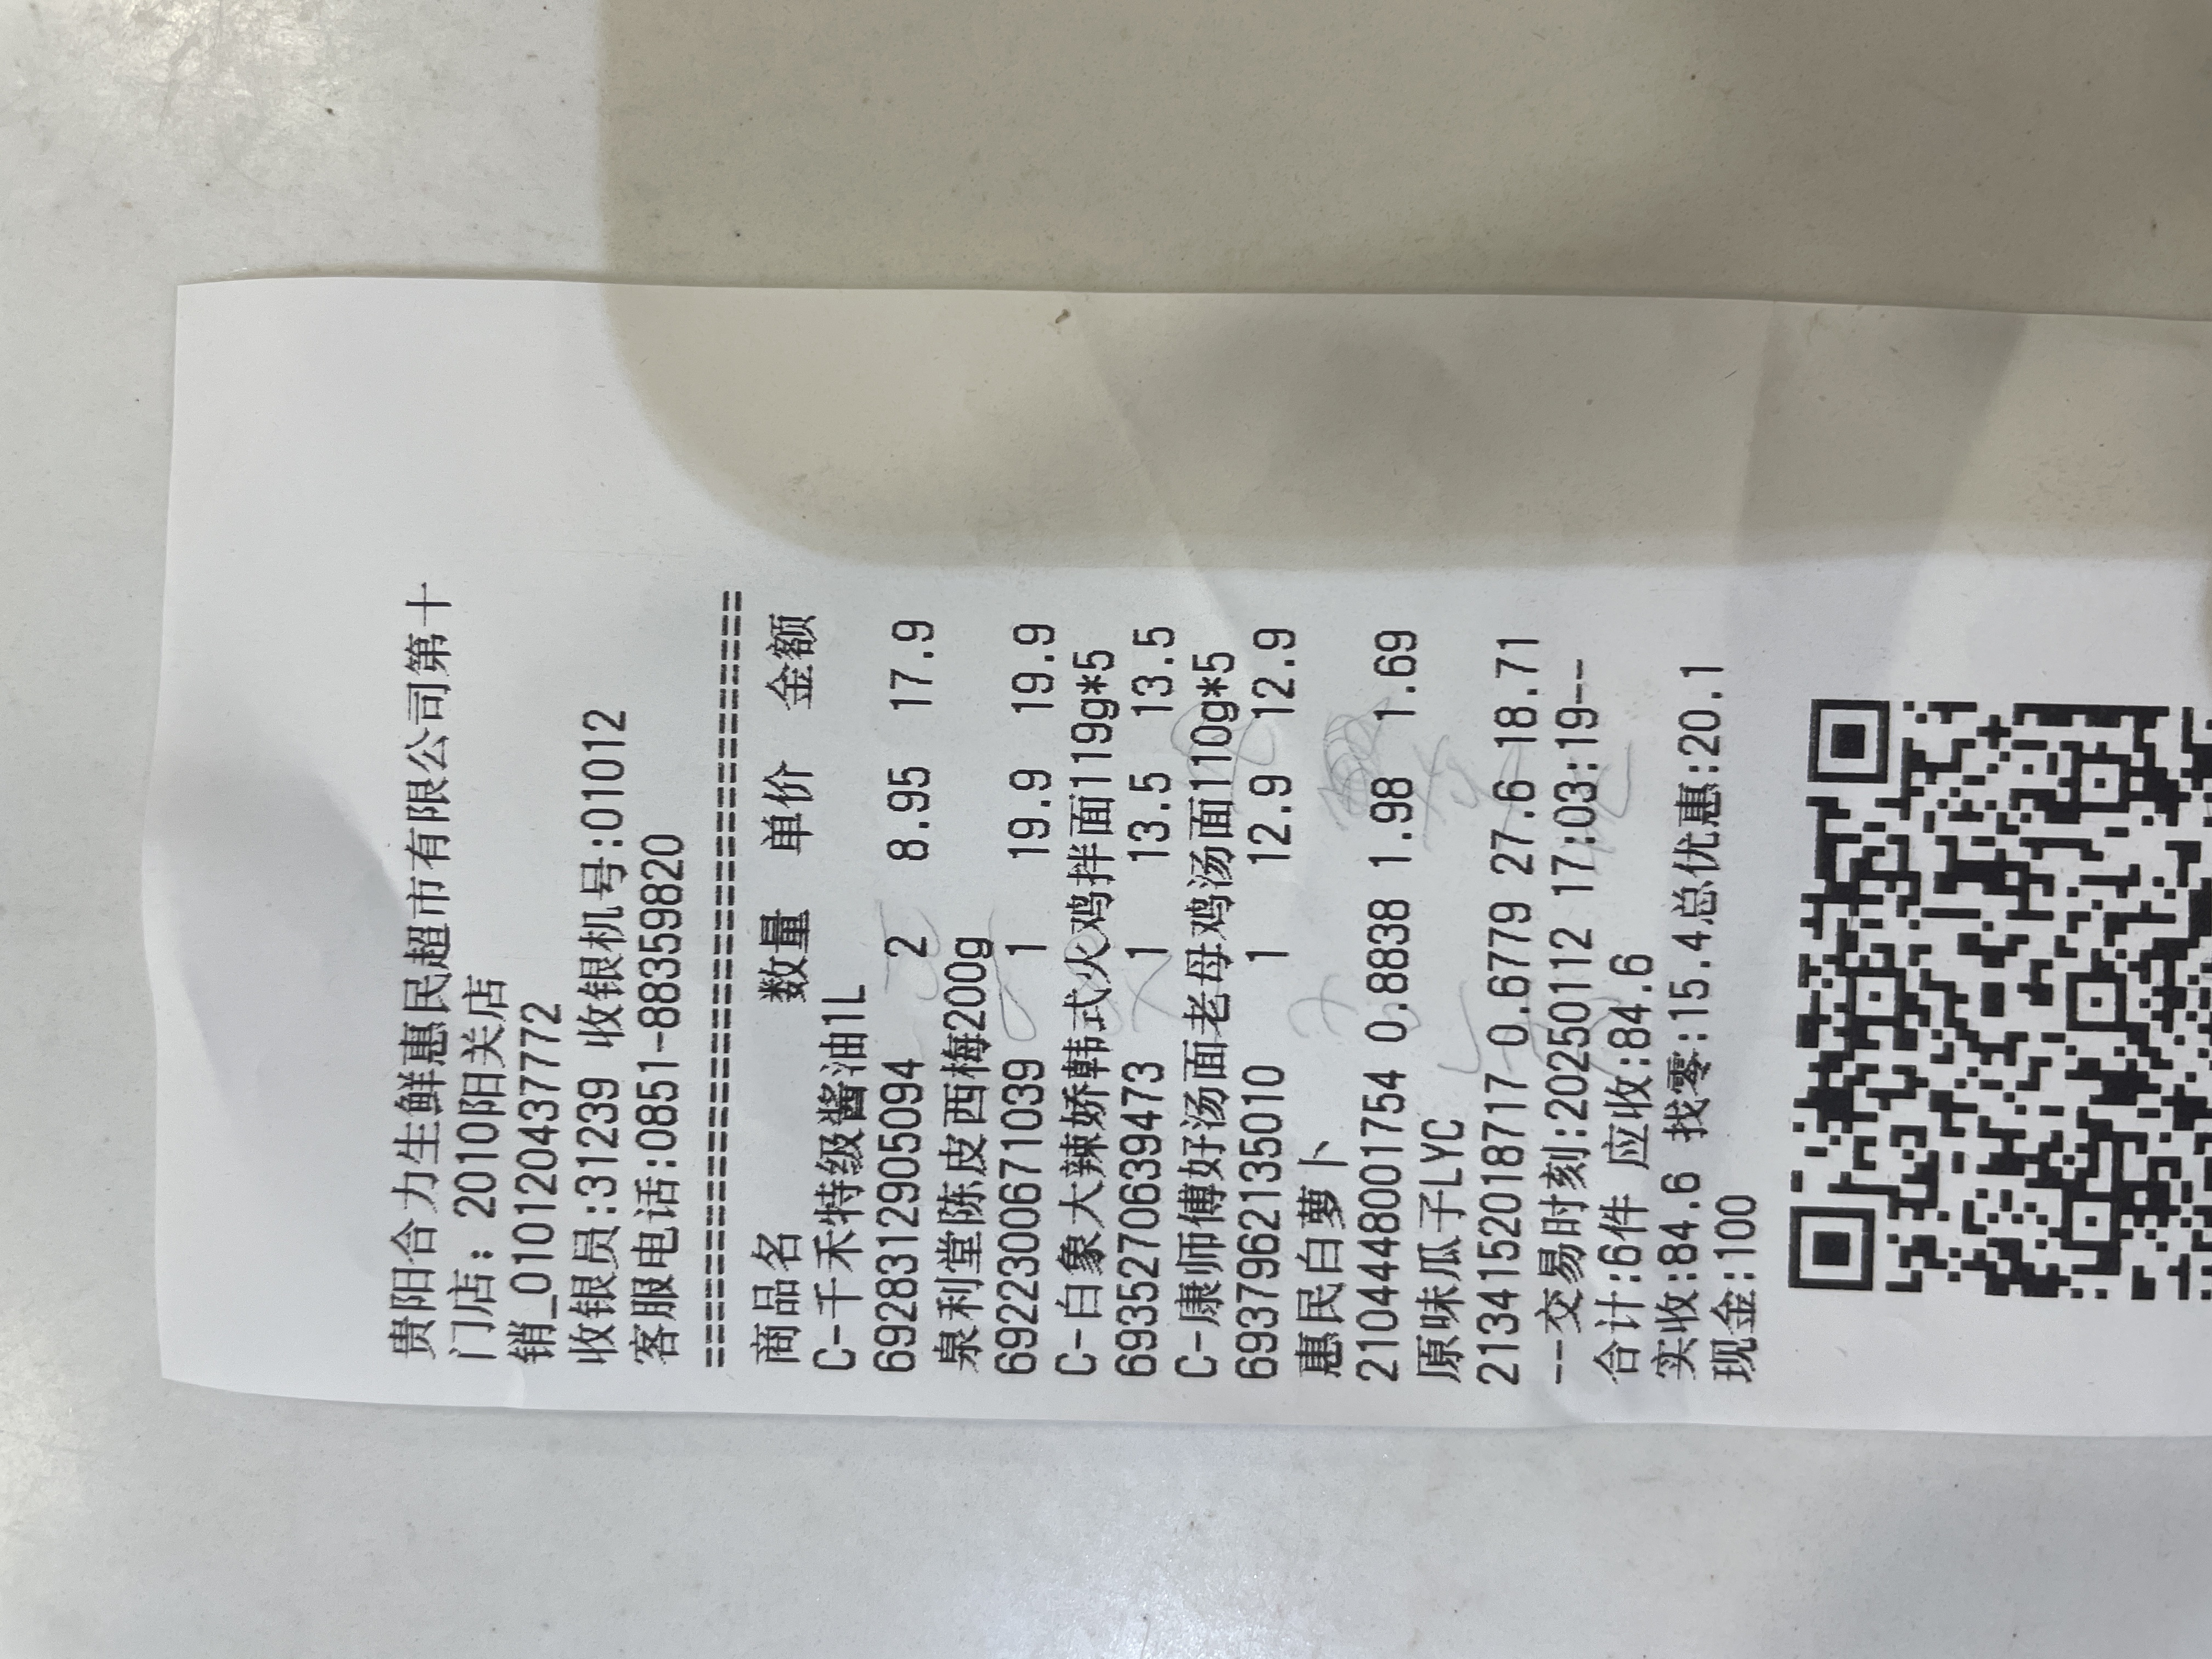 贵阳合力生鲜惠民超市有限公司第十
门店: 2010阳关店
销_0101204377​72
收银员:31239 收银机号:01012
客服电话:0851-88359820
================================
商品名 数量 单价 金额
C-千禾特级酱油1L
6928312905094 2 8.95 17.9
泉利堂陈皮西梅200g
6922300671039 1 19.9 19.9
C-白象大辣娇韩式火鸡拌面119g*5
6935270639473 1 13.5 13.5
C-康师傅好汤面老母鸡汤面110g*5
6937962135010 1 12.9 12.9
惠民白萝卜
2104448001754 0.8838 1.98 1.69
原味瓜子LYC
2134152018717 0.6779 27.6 18.71
--交易时刻:20250112 17:03:19--
合计:6件 应收:84.6
实收:84.6 找零:15.4总优惠:20.1
现金:100